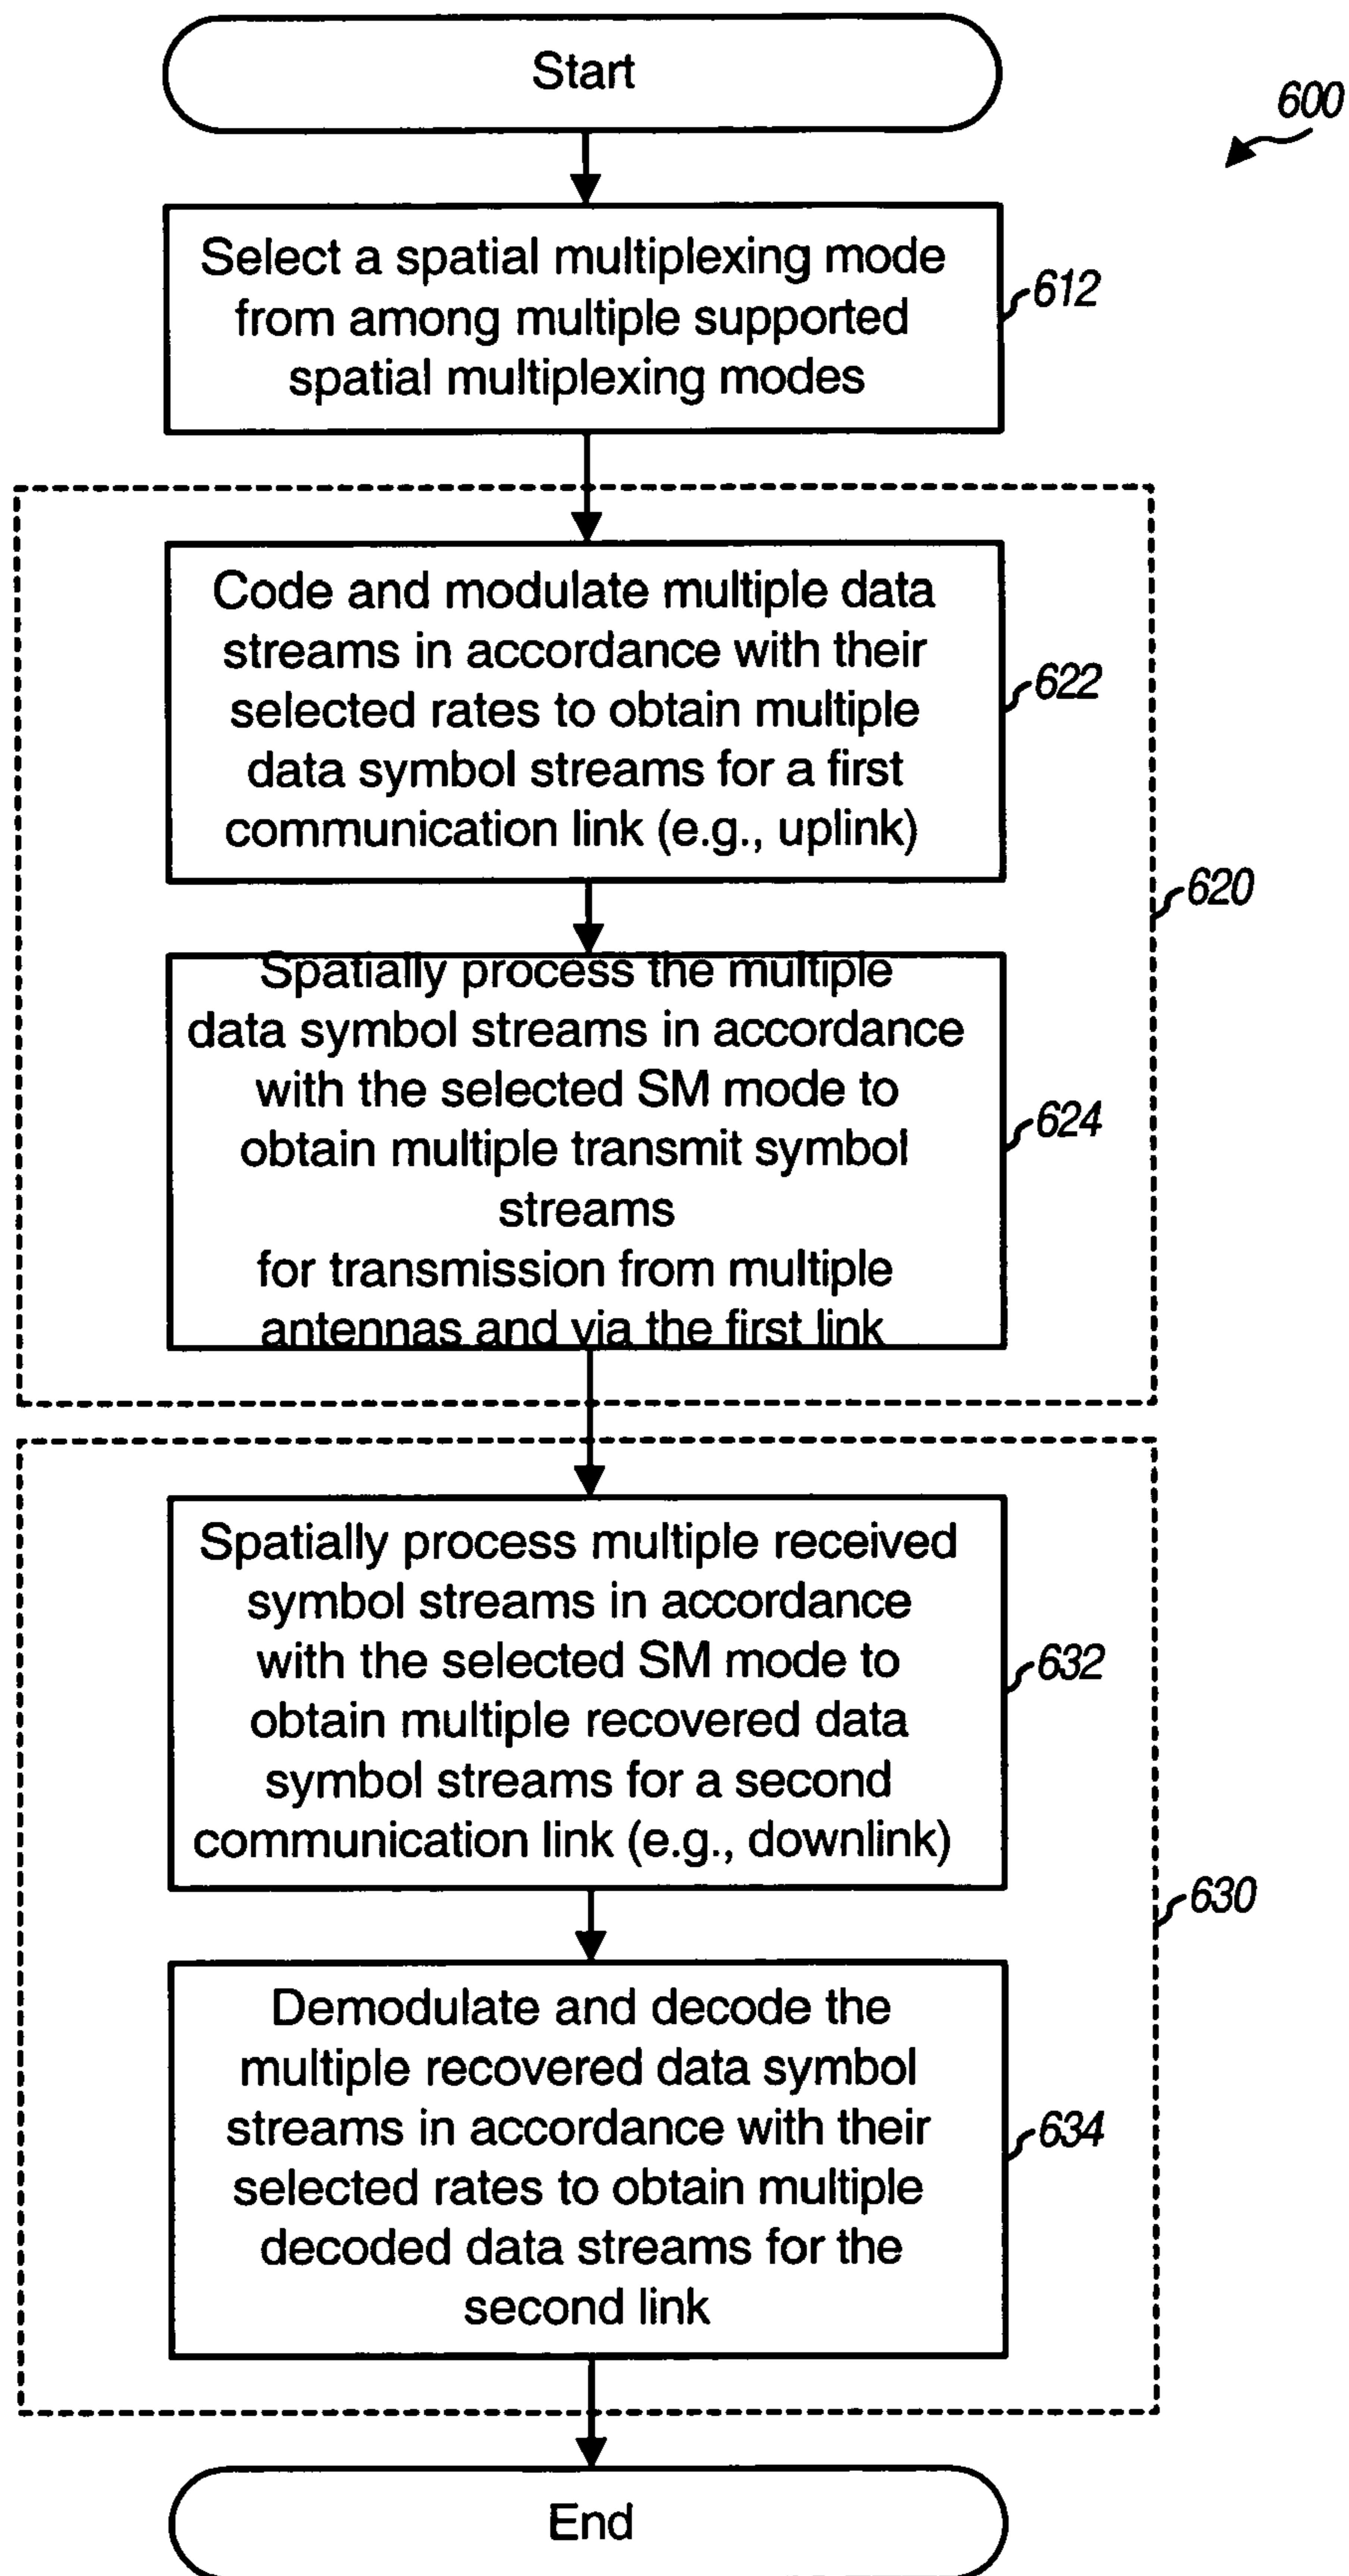 Start
600
Select a spatial multiplexing mode
from among multiple supported
spatial multiplexing modes
612
Code and modulate multiple data
streams in accordance with their
selected rates to obtain multiple
data symbol streams for a first
communication link (e.g., uplink)
622
620
Spatially process the multiple
data symbol streams in accordance
with the selected SM mode to
obtain multiple transmit symbol
streams
for transmission from multiple
antennas and via the first link
624
Spatially process multiple received
symbol streams in accordance
with the selected SM mode to
obtain multiple recovered data
symbol streams for a second
communication link (e.g., downlink)
632
630
Demodulate and decode the
multiple recovered data symbol
streams in accordance with their
selected rates to obtain multiple
decoded data streams for the
second link
634
End